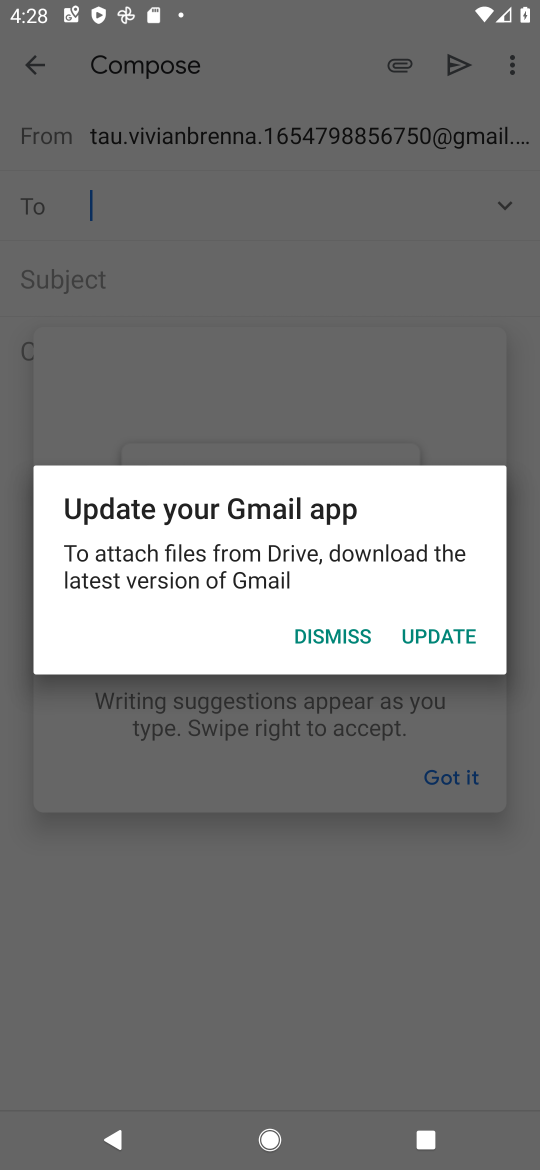 4:28
Compose
From tau.vivianbrenna.1654798856750@gmail....
To
Subject
C
Update your Gmail app
To attach files from Drive, download the
latest version of Gmail
DISMISS UPDATE
Writing suggestions appear as you
type. Swipe right to accept.
Got it